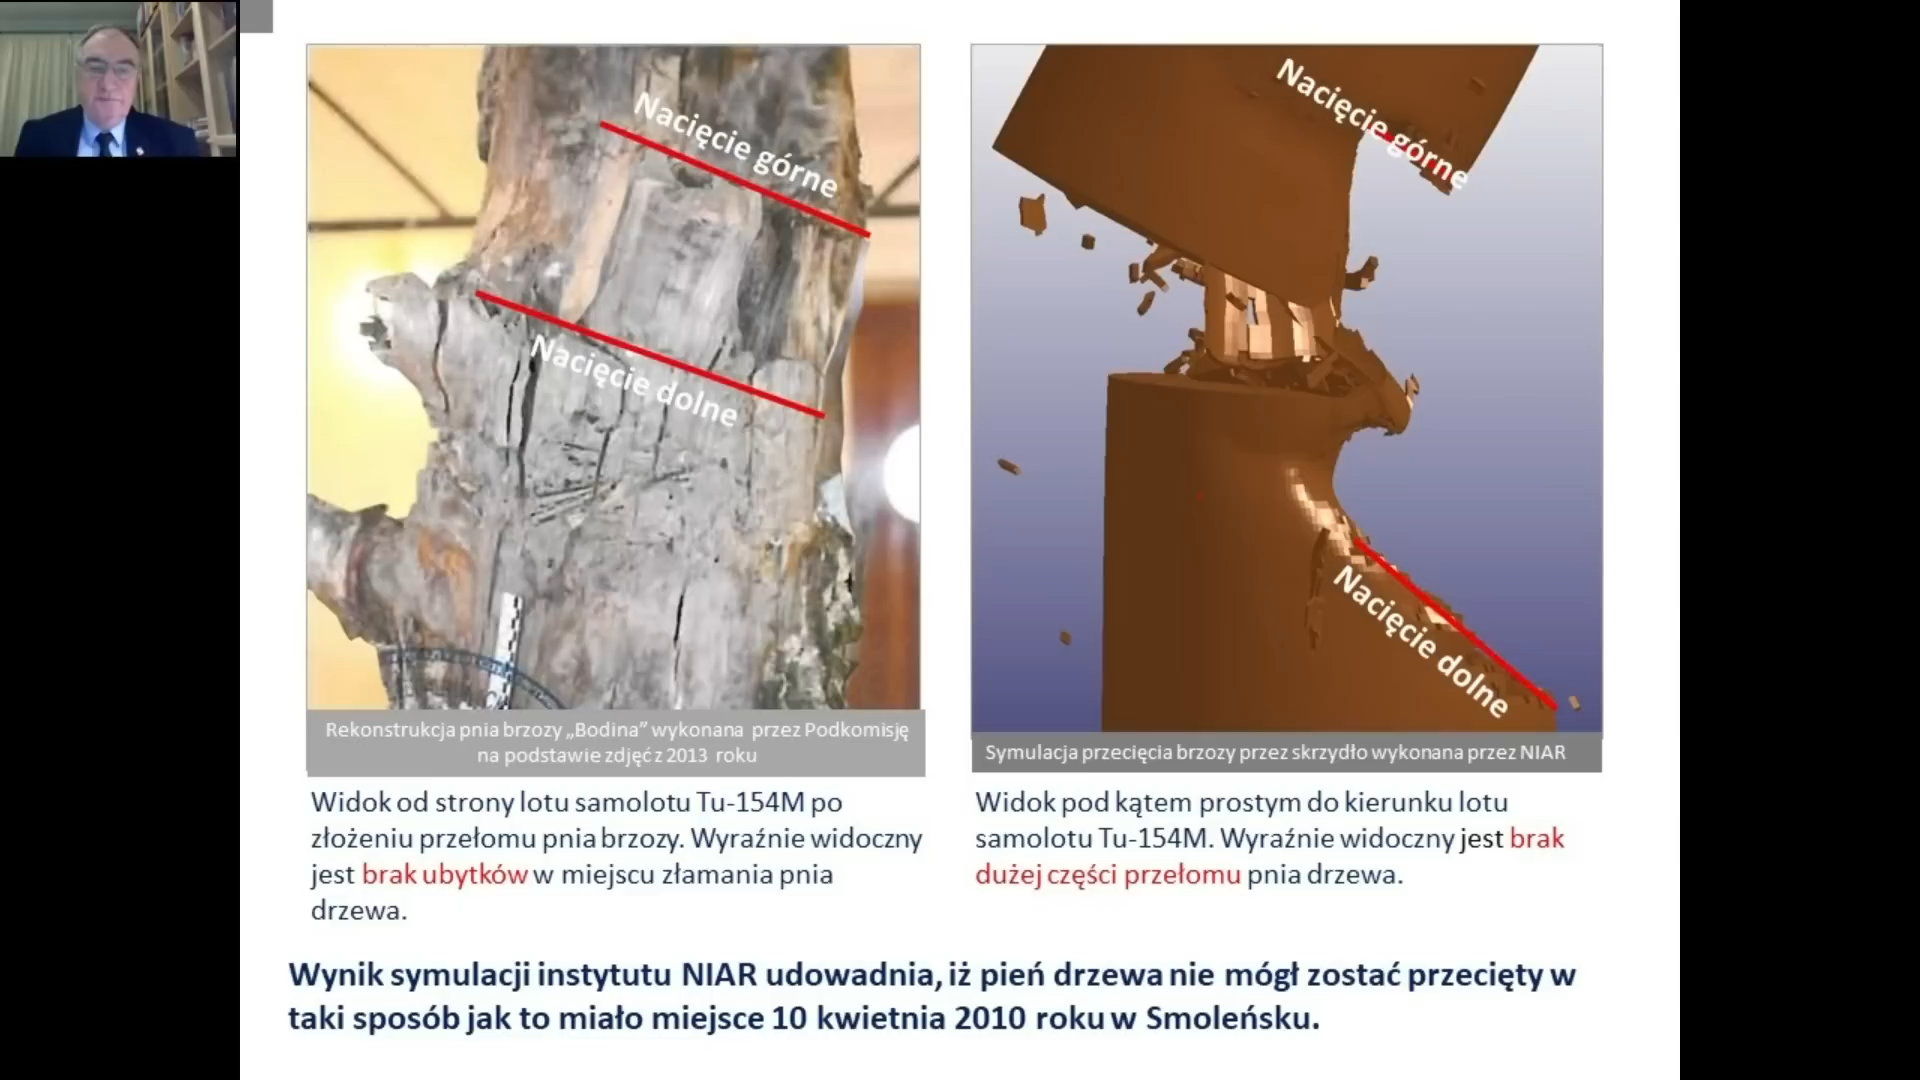 Nacięcie górne
Nacięcie dolne
Rekonstrukcja pnia brzozy „Bodina” wykonana przez Podkomisję
na podstawie zdjęć z 2013 roku
Widok od strony lotu samolotu Tu-154M po
złożeniu przełomu pnia brzozy. Wyraźnie widoczny
jest brak ubytków w miejscu złamania pnia
drzewa.
Nacięcie górne
Nacięcie dolne
Symulacja przecięcia brzozy przez skrzydło wykonana przez NIAR
Widok pod kątem prostym do kierunku lotu
samolotu Tu-154M. Wyraźnie widoczny jest brak
dużej części przełomu pnia drzewa.
Wynik symulacji instytutu NIAR udowadnia, iż pień drzewa nie mógł zostać przecięty w
taki sposób jak to miało miejsce 10 kwietnia 2010 roku w Smoleńsku.